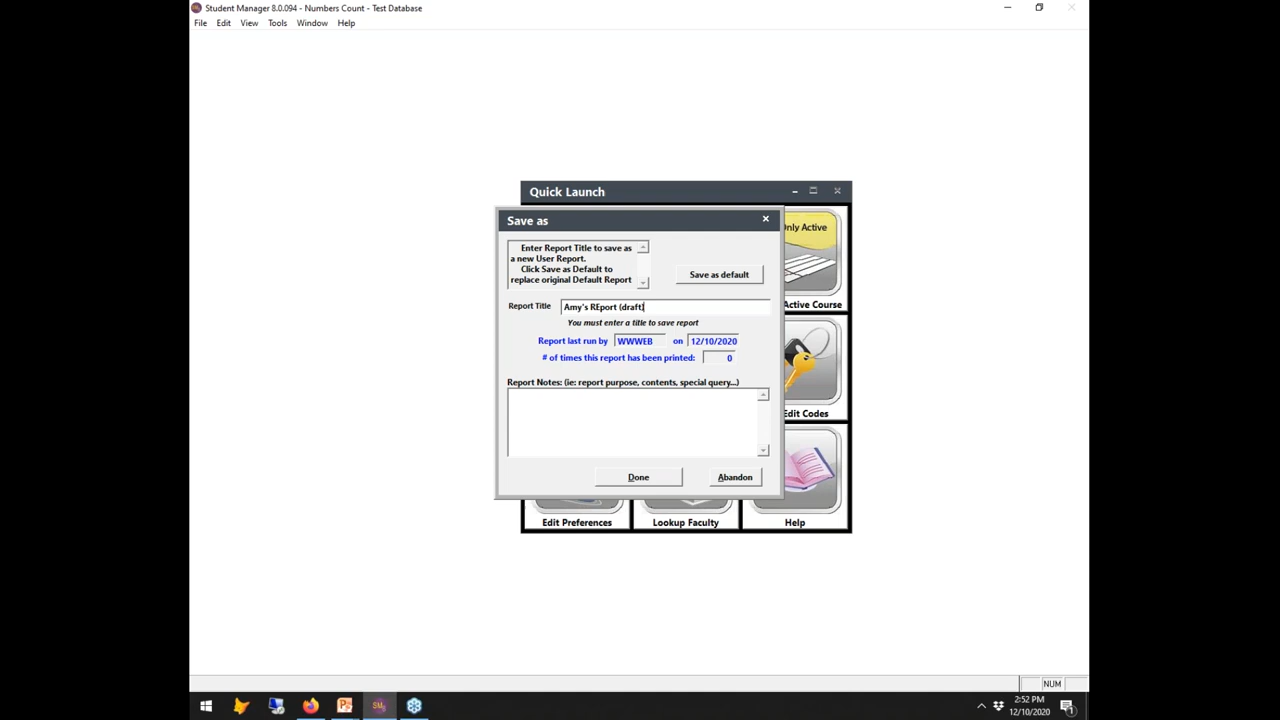 Student Manager 8.0.094 - Numbers Count - Test Database
File Edit View Tools Window Help
Quick Launch
Save as
Only Active
Enter Report Title to save as
a new User Report.
Click Save as Default to
replace original Default Report
Save as default
Active Course
Report Title Amy's REport (draft)
You must enter a title to save report
Report last run by WWWEB on 12/10/2020
# of times this report has been printed: 0
Report Notes: (ie: report purpose, contents, special query...)
Edit Codes
Done Abandon
Edit Preferences Lookup Faculty Help
NUM
SM
2:52 PM
12/10/2020
1